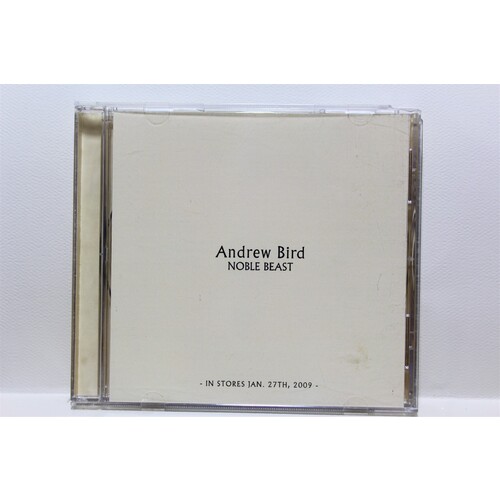 Andrew Bird
NOBLE BEAST
- IN STORES JAN. 27TH, 2009 -